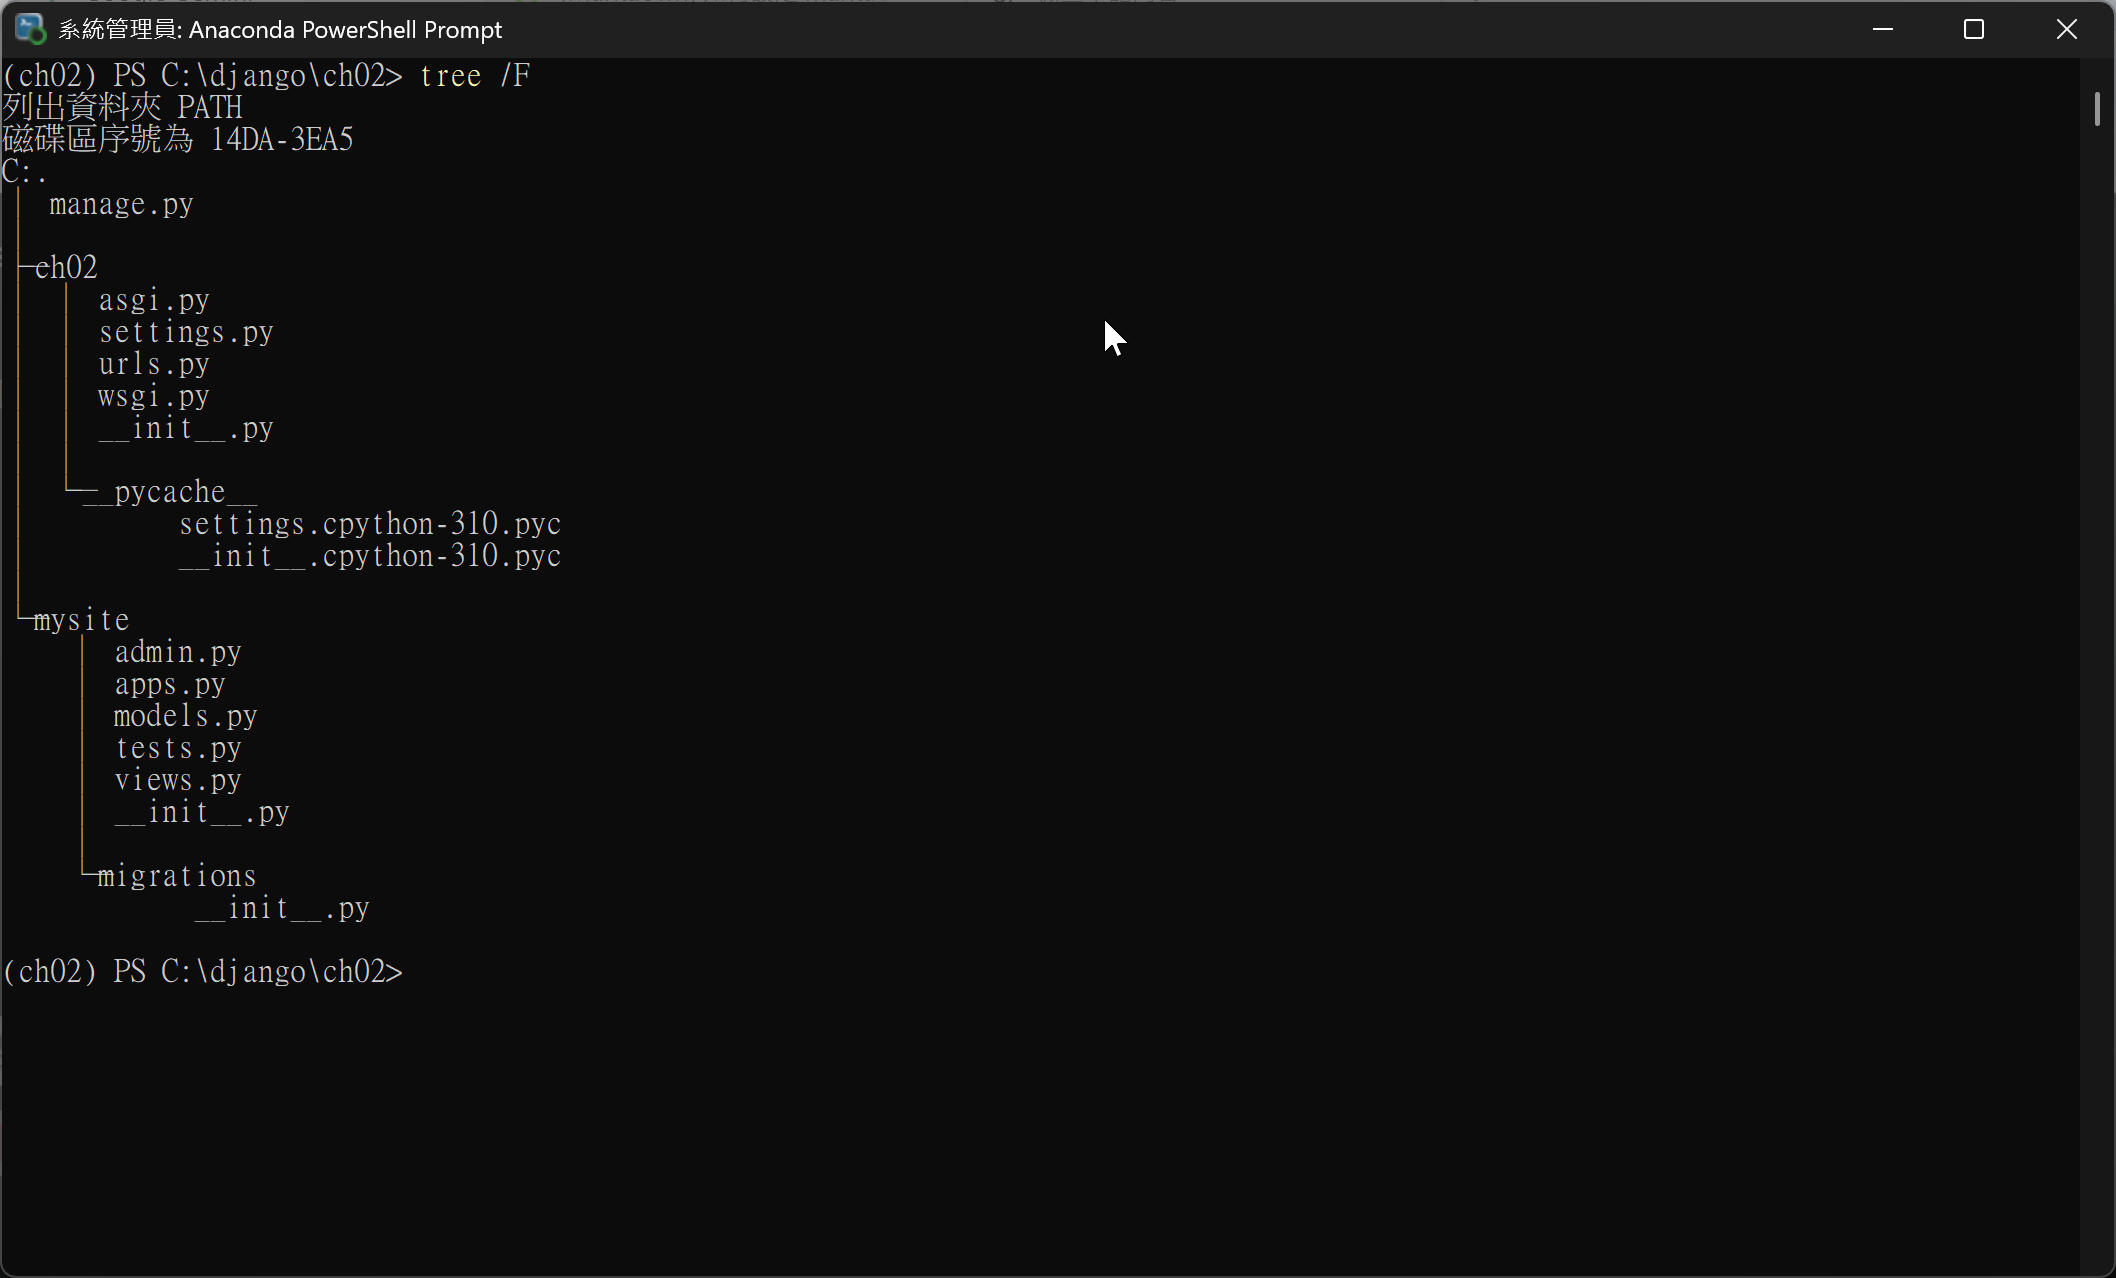 系統管理員: Anaconda PowerShell Prompt
(ch02) PS C:\django\ch02> tree /F
列出資料夾 PATH
磁碟區序號為 14DA-3EA5
C:.
│  manage.py
│
├─ch02
│  │  asgi.py
│  │  settings.py
│  │  urls.py
│  │  wsgi.py
│  │  __init__.py
│  │
│  └─__pycache__
│          settings.cpython-310.pyc
│          __init__.cpython-310.pyc
│
└─mysite
    │  admin.py
    │  apps.py
    │  models.py
    │  tests.py
    │  views.py
    │  __init__.py
    │
    └─migrations
            __init__.py
(ch02) PS C:\django\ch02>